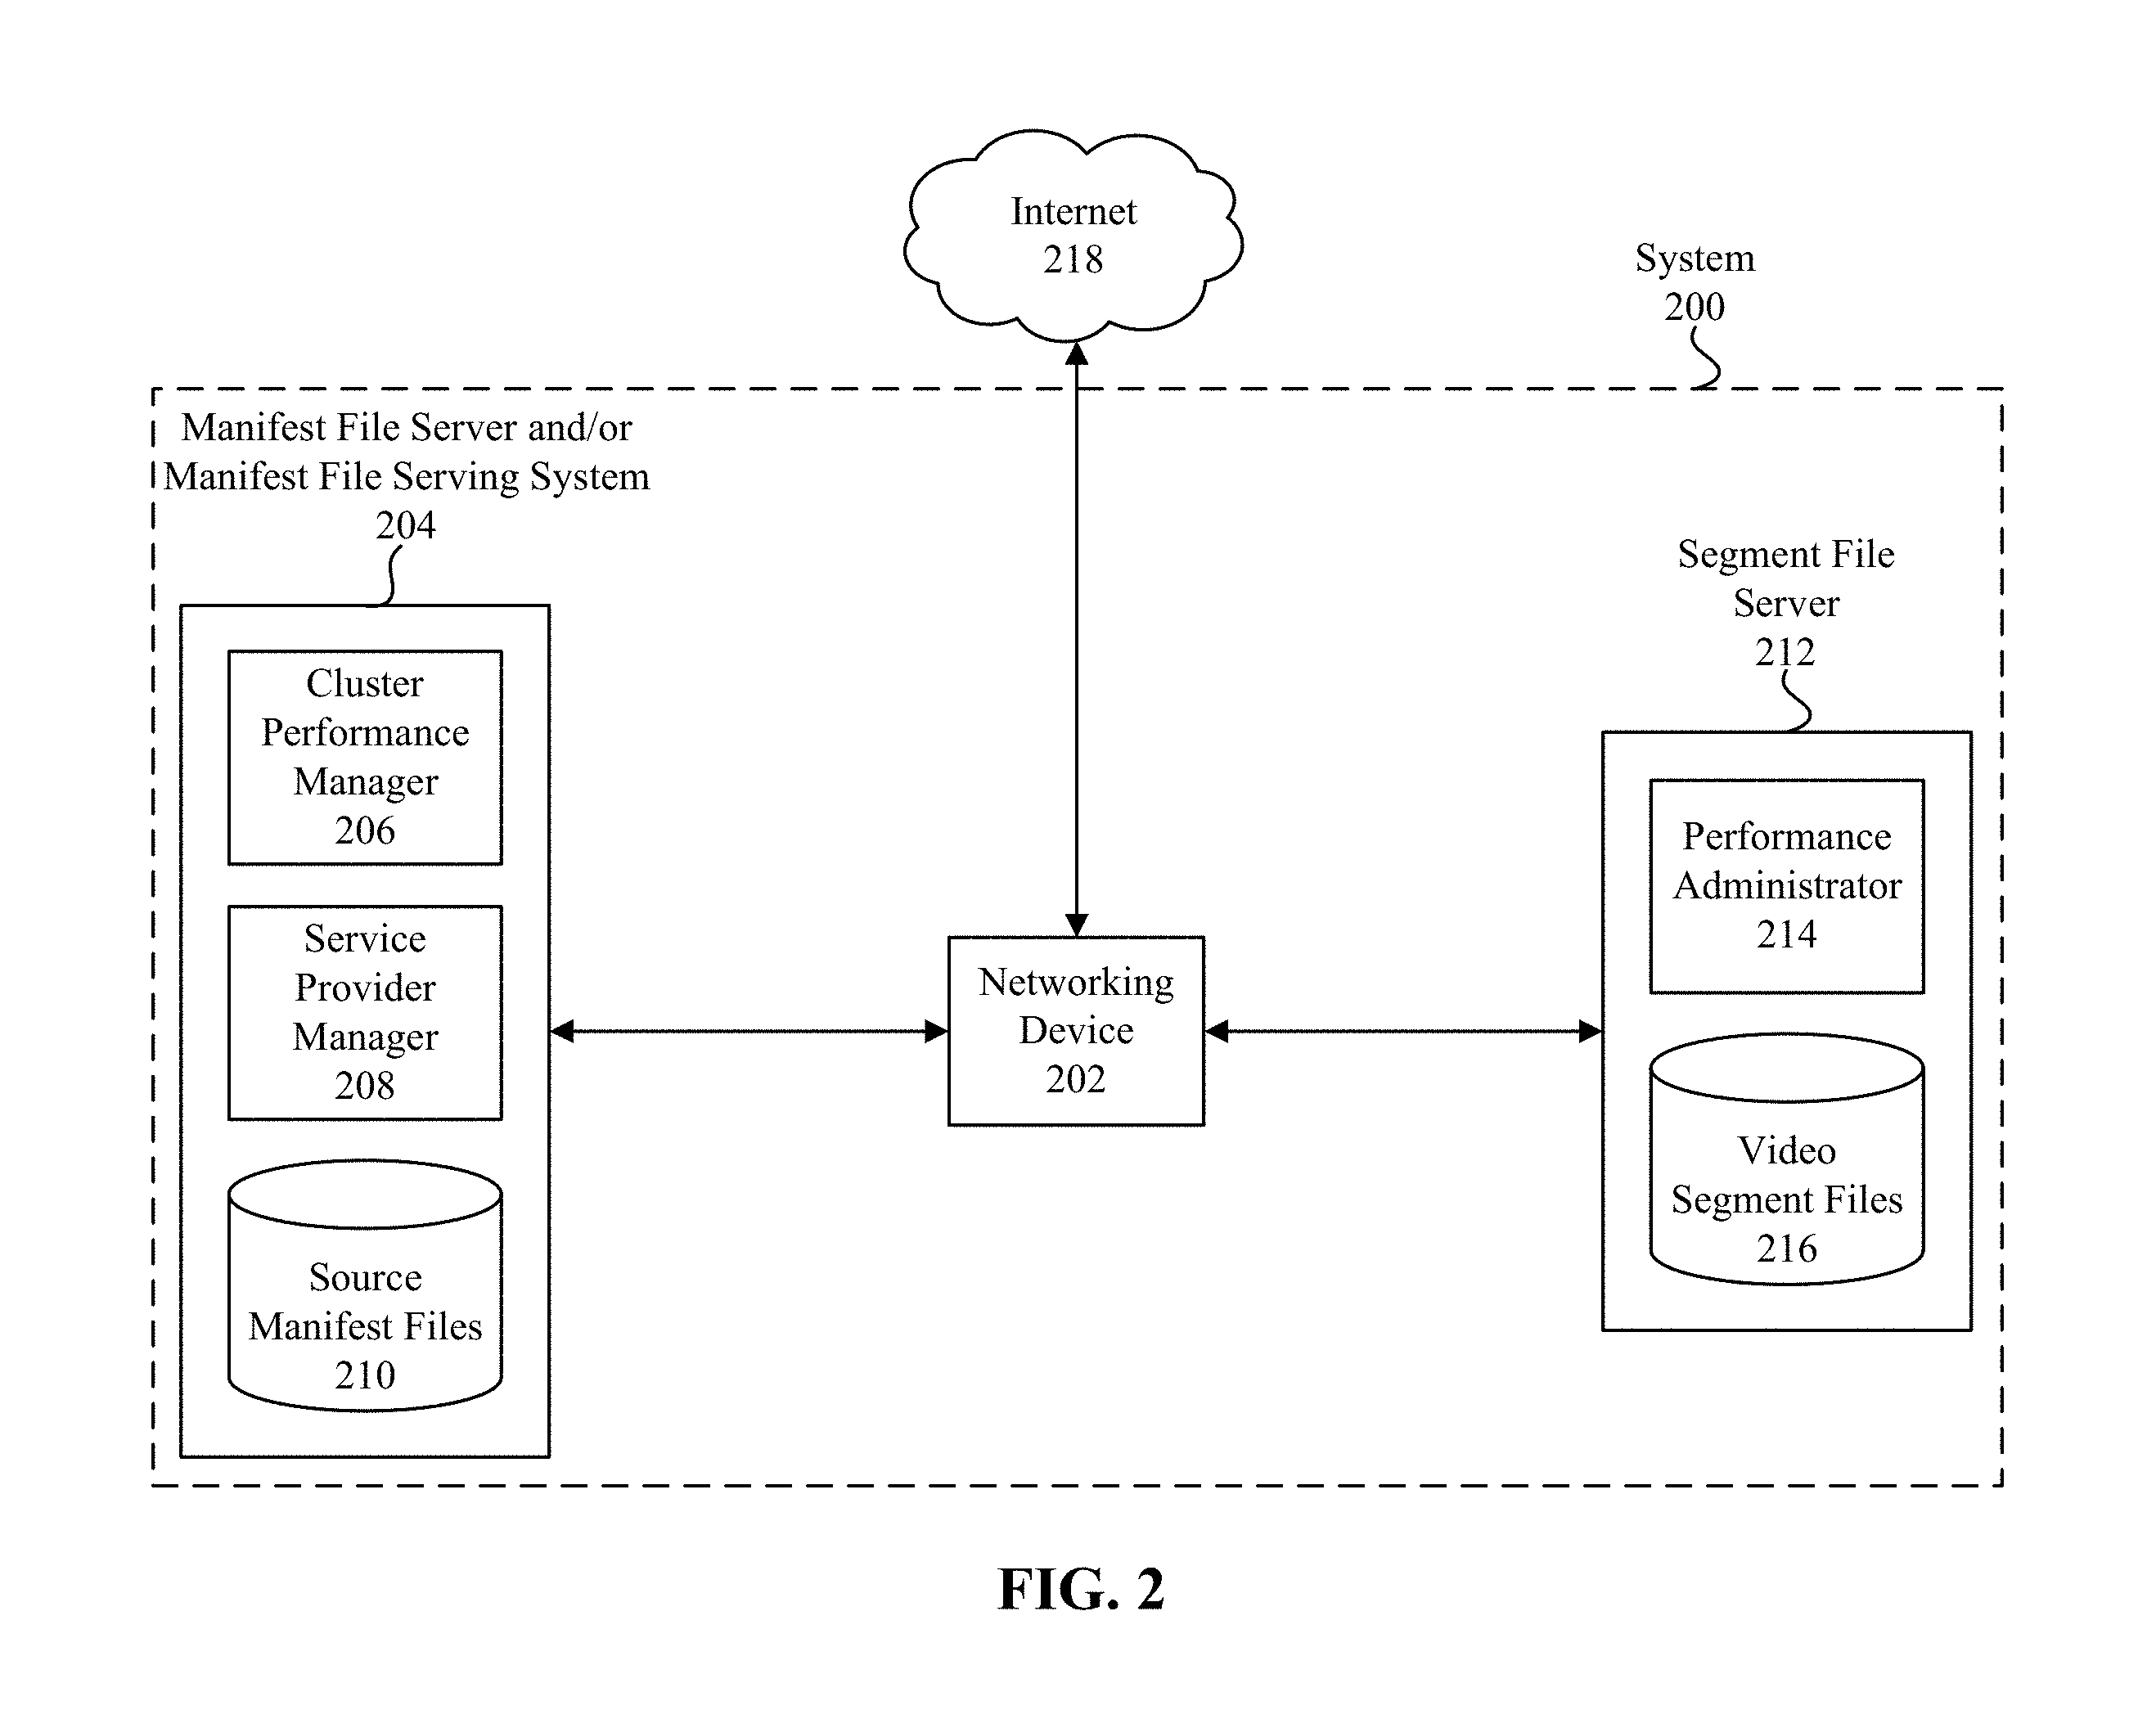 Internet
218
System
200
Manifest File Server and/or
Manifest File Serving System
204
Cluster
Performance
Manager
206
Service
Provider
Manager
208
Source
Manifest Files
210
Networking
Device
202
Segment File
Server
212
Performance
Administrator
214
Video
Segment Files
216
FIG. 2